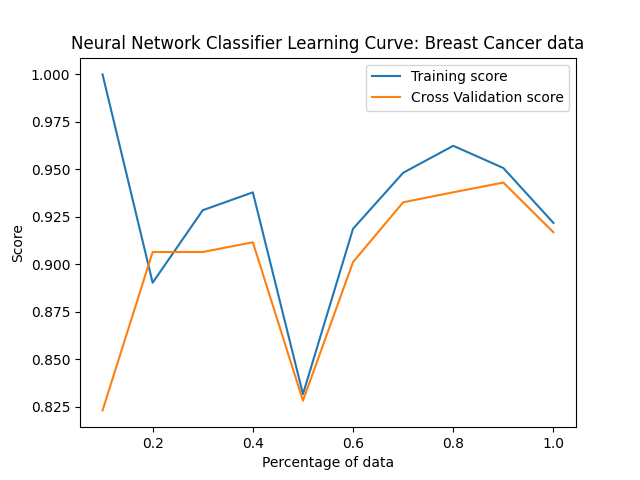 Neural Network Classifier Learning Curve: Breast Cancer data
Training score
Cross Validation score
1.000
0.975
0.950
0.925
0.900
0.875
0.850
0.825
Score
0.2 0.4 0.6 0.8 1.0
Percentage of data